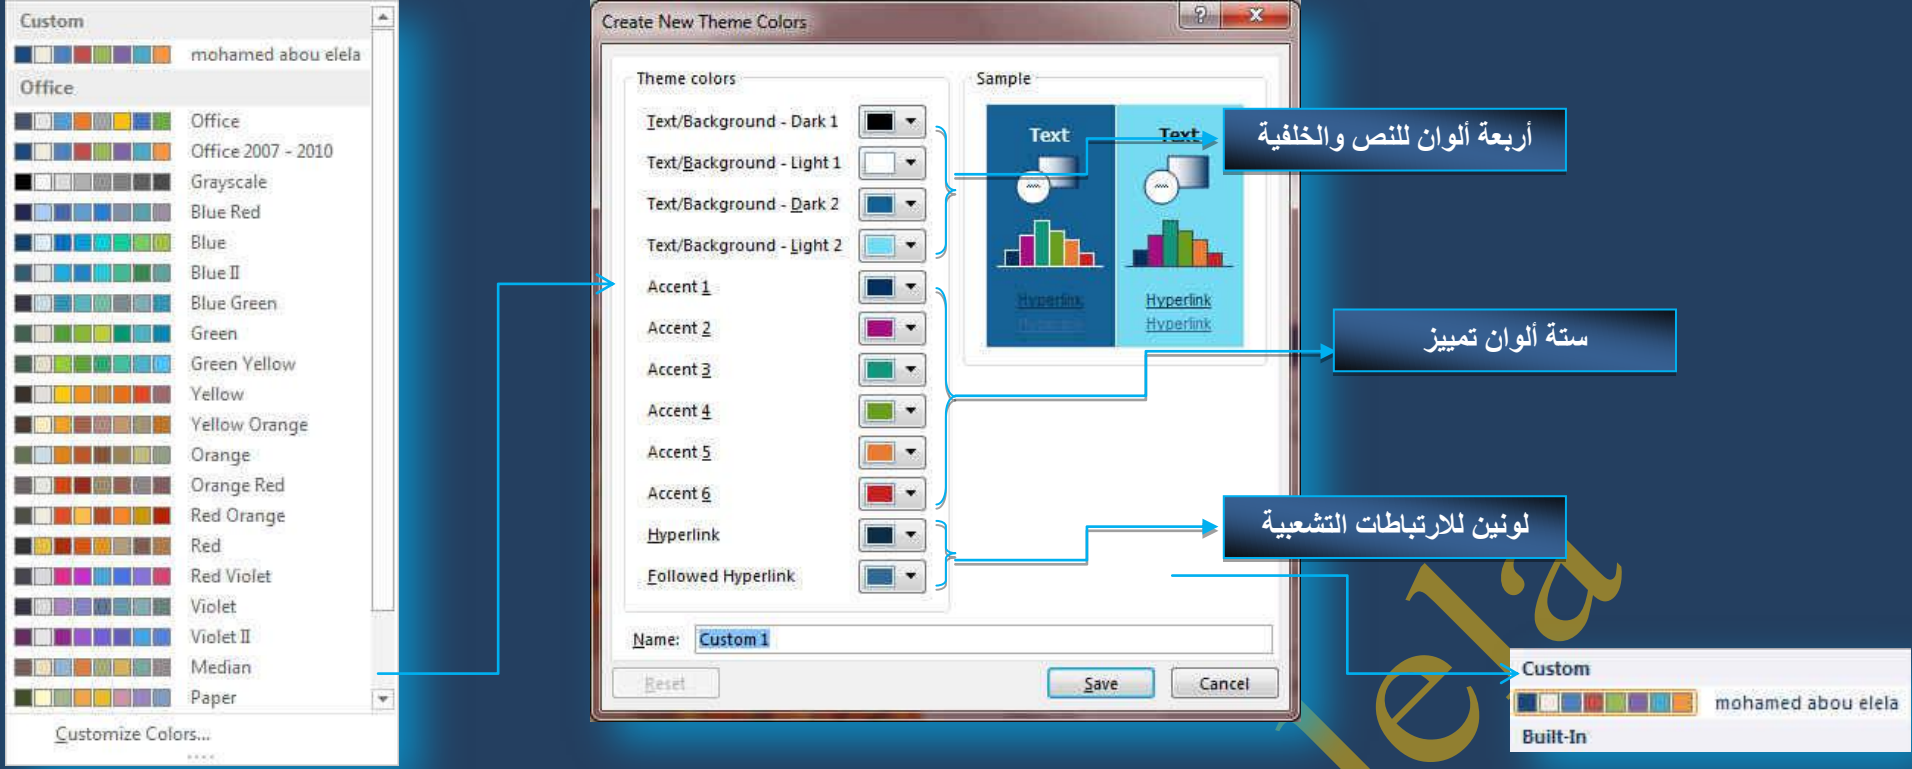 Custom
mohamed abou elela
Office
Office
Office 2007 - 2010
Grayscale
Blue Red
Blue
Blue II
Blue Green
Green
Green Yellow
Yellow
Yellow Orange
Orange
Orange Red
Red Orange
Red
Red Violet
Violet
Violet II
Median
Paper
Customize Colors...
Create New Theme Colors
Theme colors
Text/Background - Dark 1
Text/Background - Light 1
Text/Background - Dark 2
Text/Background - Light 2
Accent 1
Accent 2
Accent 3
Accent 4
Accent 5
Accent 6
Hyperlink
Followed Hyperlink
Sample
Text Text
Hyperlink Hyperlink
Hyperlink Hyperlink
Name: Custom 1
Reset Save Cancel
أربعة ألوان للنص والخلفية
ستة ألوان تمييز
لونين للارتباطات التشعبية
Custom
mohamed abou elela
Built-In
lela